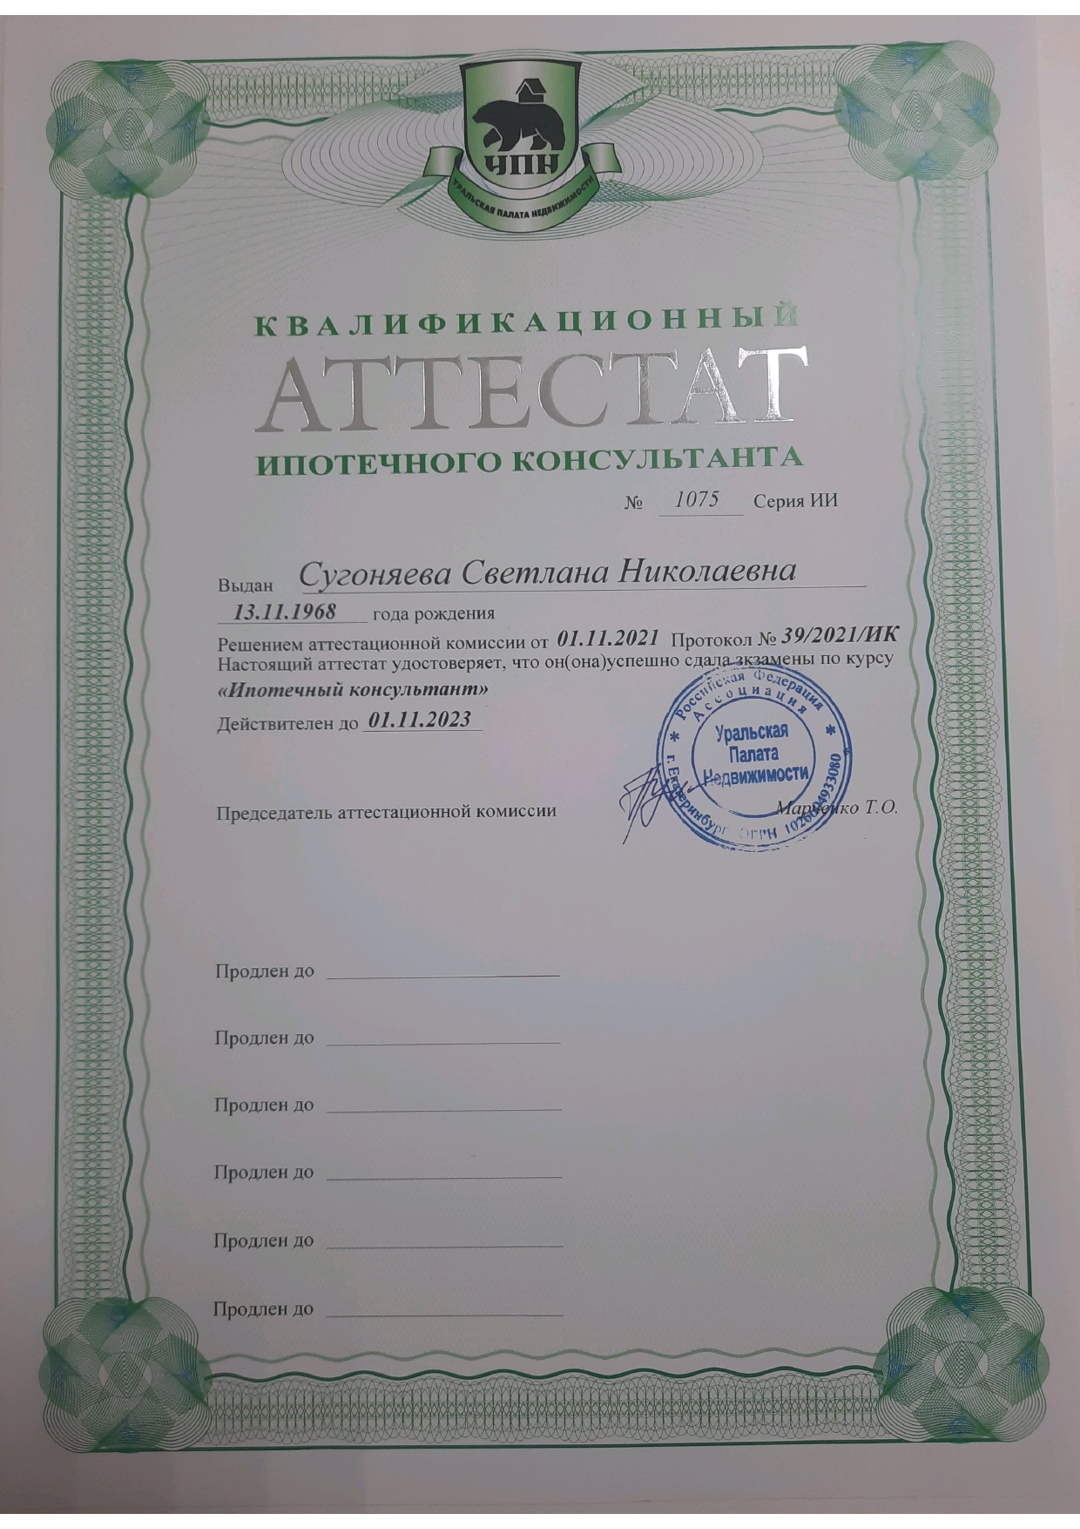 УПН
УРАЛЬСКАЯ ПАЛАТА НЕДВИЖИМОСТИ
КВАЛИФИКАЦИОННЫЙ
АТТЕСТАТ
ИПОТЕЧНОГО КОНСУЛЬТАНТА
№ 1075 Серия ИИ
Выдан Сугоняева Светлана Николаевна
13.11.1968 года рождения
Решением аттестационной комиссии от 01.11.2021 Протокол № 39/2021/ИК
Настоящий аттестат удостоверяет, что он(она)успешно сдала экзамены по курсу
«Ипотечный консультант»
Действителен до 01.11.2023
Российская Федерация
Ассоциация
Уральская
Палата
Недвижимости
г. Екатеринбург ОГРН
Председатель аттестационной комиссии Т.О.
Продлен до
Продлен до
Продлен до
Продлен до
Продлен до
Продлен до